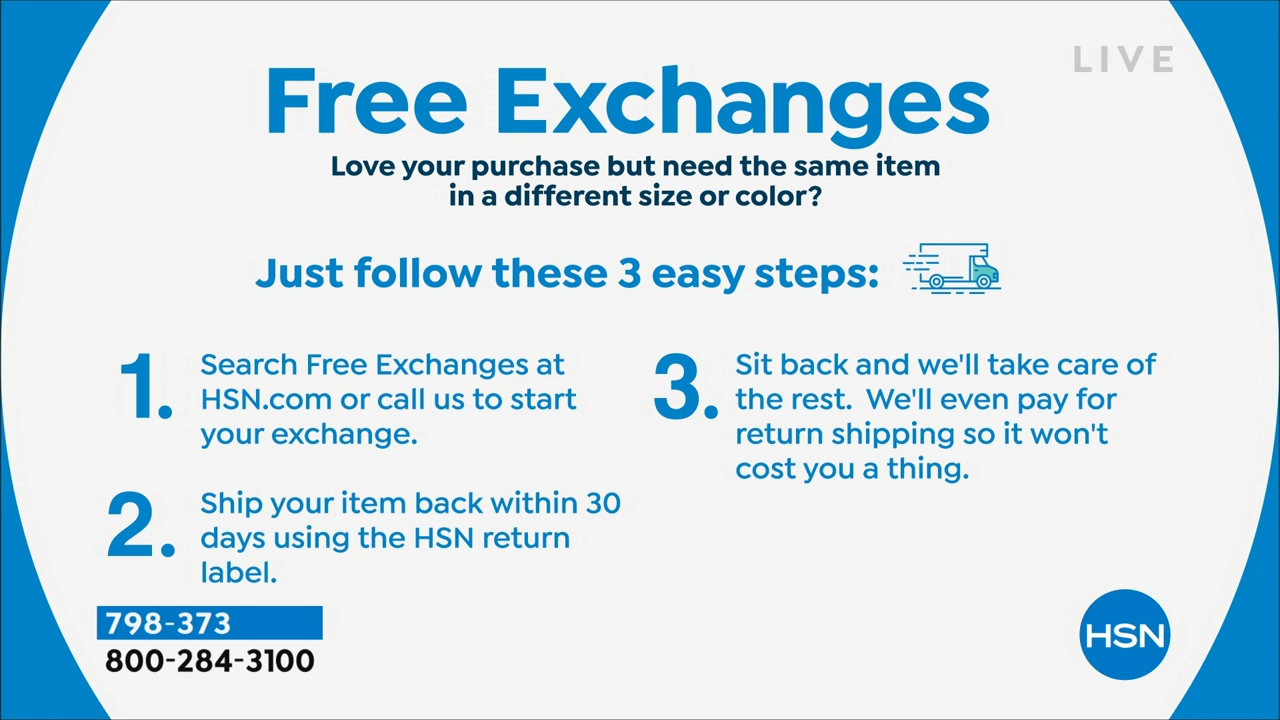 LIVE
Free Exchanges
Love your purchase but need the same item
in a different size or color?
Just follow these 3 easy steps:
1. Search Free Exchanges at
HSN.com or call us to start
your exchange.
2. Ship your item back within 30
days using the HSN return
label.
3. Sit back and we'll take care of
the rest. We'll even pay for
return shipping so it won't
cost you a thing.
798-373
800-284-3100
HSN